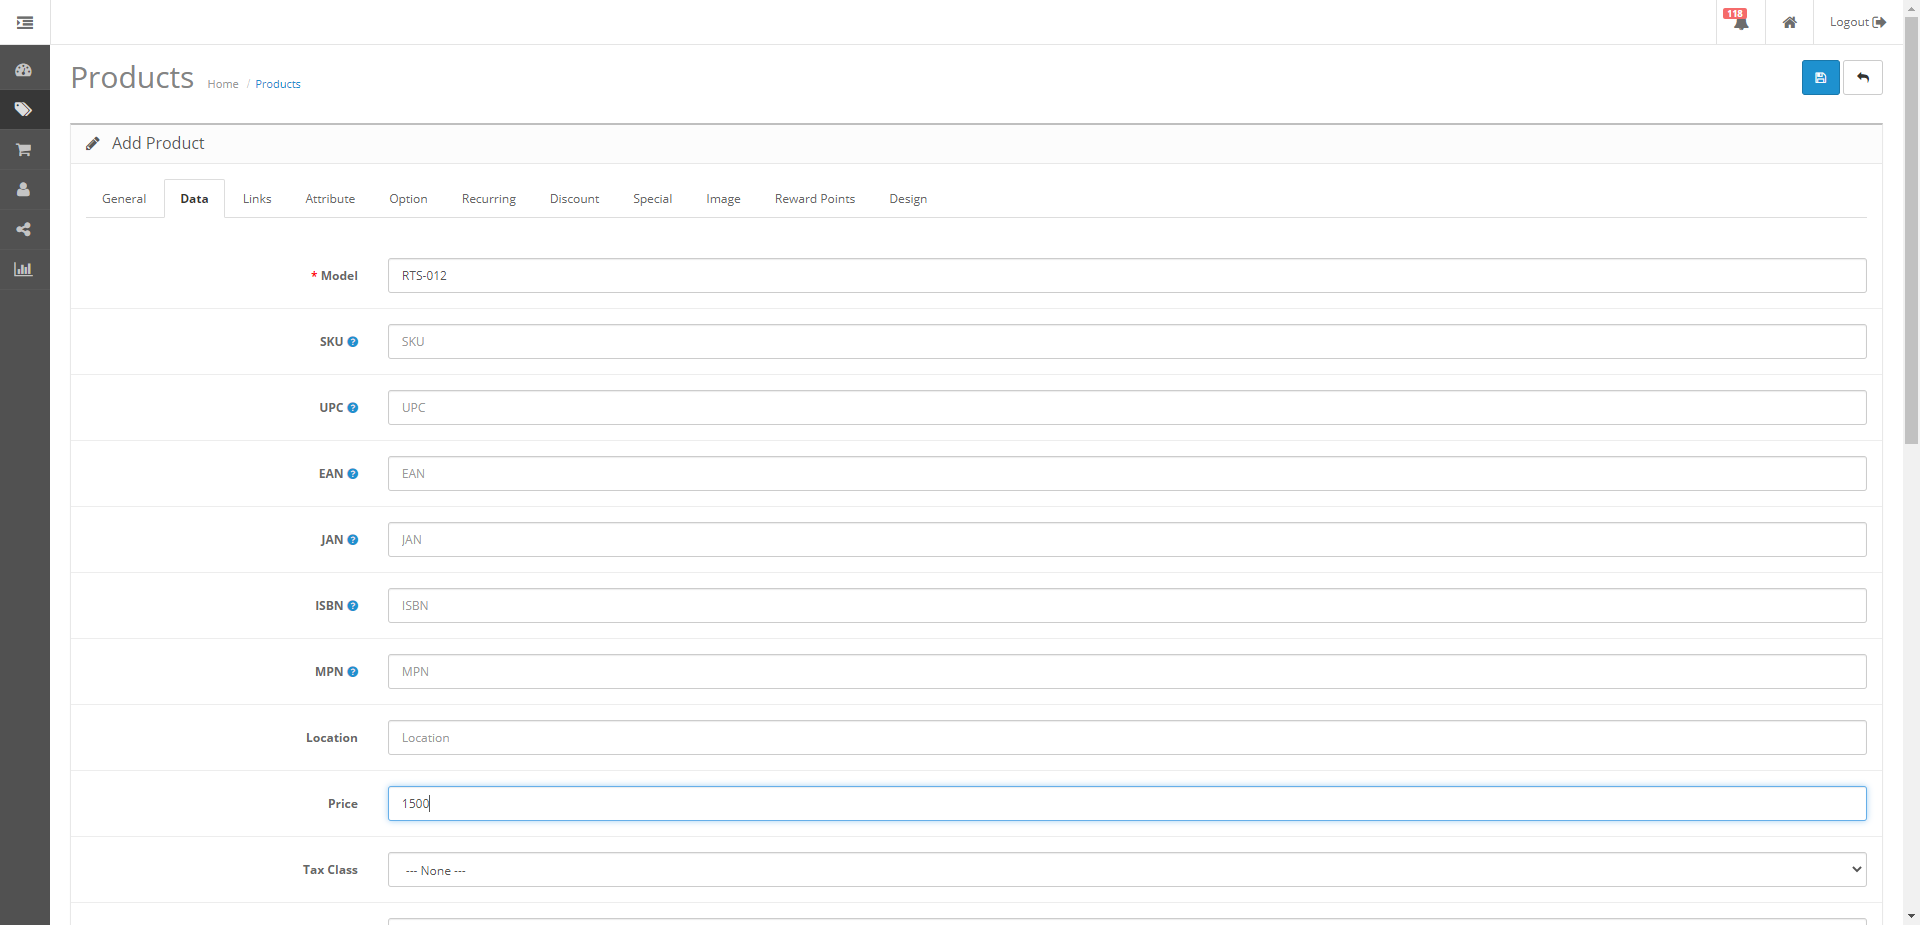 118
Logout
Products Home / Products
Add Product
General Data Links Attribute Option Recurring Discount Special Image Reward Points Design
* Model RTS-012
SKU ? SKU
UPC ? UPC
EAN ? EAN
JAN ? JAN
ISBN ? ISBN
MPN ? MPN
Location Location
Price 1500
Tax Class --- None ---